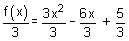 f(x)/3 = 3x²/3 − 6x/3 + 5/3